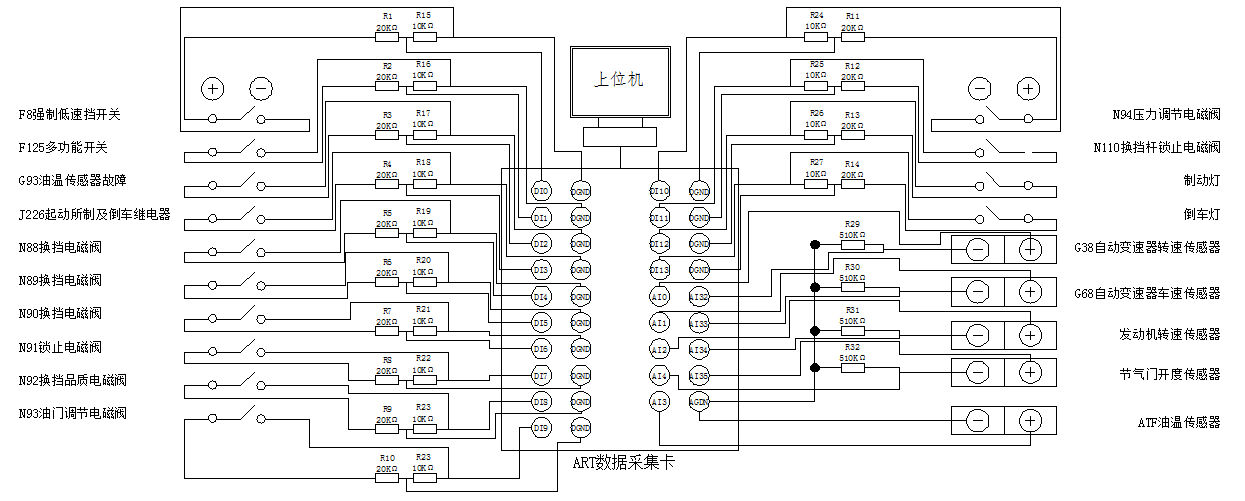 R1 R15
20KΩ 10KΩ
R2 R16
20KΩ 10KΩ
R3 R17
20KΩ 10KΩ
R4 R18
20KΩ 10KΩ
R5 R19
20KΩ 10KΩ
R6 R20
20KΩ 10KΩ
R7 R21
20KΩ 10KΩ
R8 R22
20KΩ 10KΩ
R9 R23
20KΩ 10KΩ
R10 R23
20KΩ 10KΩ
+ −
F8强制低速挡开关
F125多功能开关
G93油温传感器故障
J226起动所制及倒车继电器
N88换挡电磁阀
N89换挡电磁阀
N90换挡电磁阀
N91锁止电磁阀
N92换挡品质电磁阀
N93油门调节电磁阀
上位机
DI0 DGND DI10 DGND
DI1 DGND DI11 DGND
DI2 DGND DI12 DGND
DI3 DGND DI13 DGND
DI4 DGND AI0 AI32
DI5 DGND AI1 AI33
DI6 DGND AI2 AI34
DI7 DGND AI4 AI35
DI8 DGND AI3 AGDN
DI9 DGND
ART数据采集卡
R24 R11
10KΩ 20KΩ
R25 R12
10KΩ 20KΩ
R26 R13
10KΩ 20KΩ
R27 R14
10KΩ 20KΩ
R29
510KΩ
R30
510KΩ
R31
510KΩ
R32
510KΩ
− +
N94压力调节电磁阀
N110换挡杆锁止电磁阀
制动灯
倒车灯
− + G38自动变速器转速传感器
− + G68自动变速器车速传感器
− + 发动机转速传感器
− + 节气门开度传感器
− + ATF油温传感器